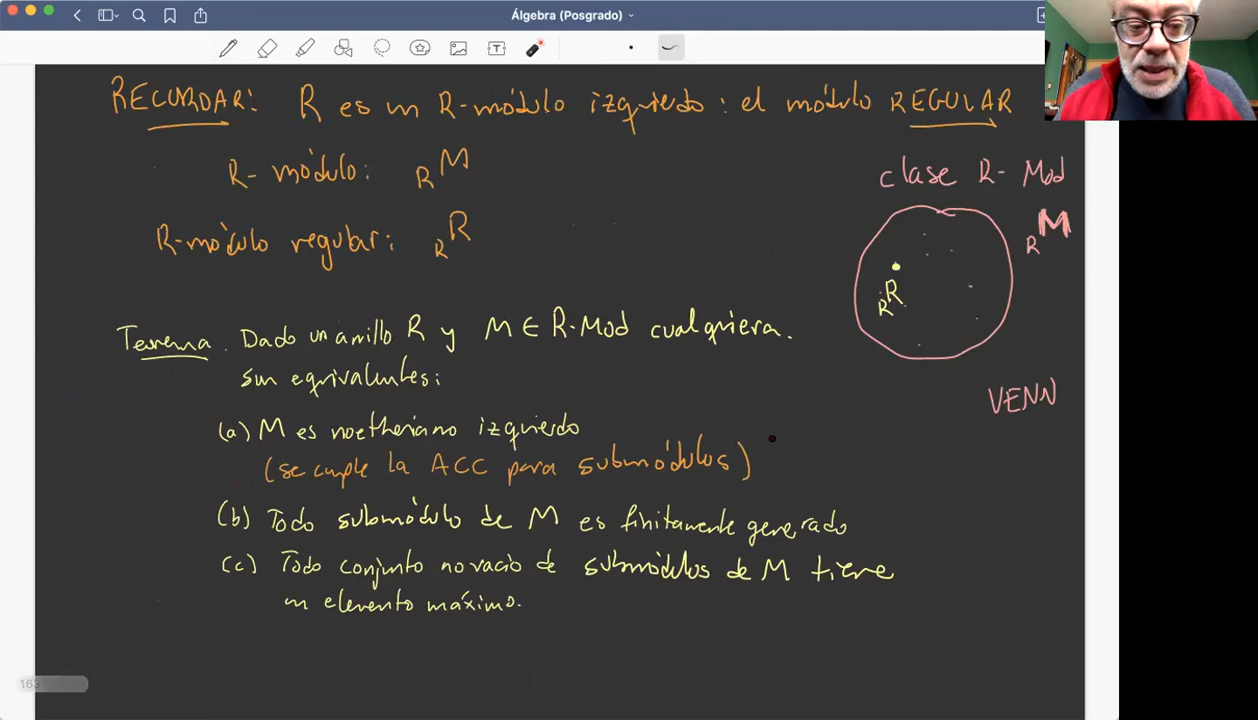 Álgebra (Posgrado)
RECORDAR: R es un R-módulo izquierdo: el módulo REGULAR
R-módulo: RM
R-módulo regular: RR
clase R-Mod
RM
RR
VENN
Teorema. Dado un anillo R y M ∈ R-Mod cualquiera.
sun equivalentes:
(a) M es noetheriano izquierdo
(se cumple la ACC para submódulos)
(b) Todo submódulo de M es finitamente generado
(c) Todo conjunto no vacío de submódulos de M tiene
un elemento máximo.
163